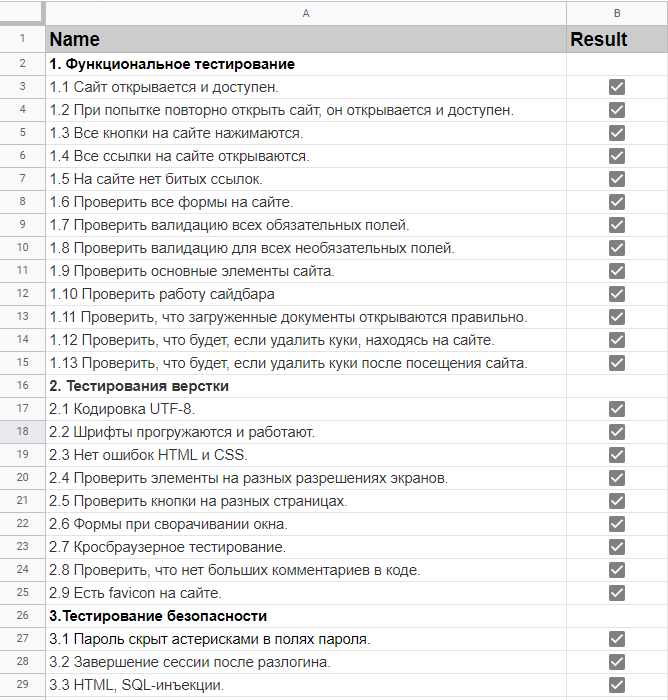 A B
1 Name Result
2 1. Функциональное тестирование
3 1.1 Сайт открывается и доступен.
4 1.2 При попытке повторно открыть сайт, он открывается и доступен.
5 1.3 Все кнопки на сайте нажимаются.
6 1.4 Все ссылки на сайте открываются.
7 1.5 На сайте нет битых ссылок.
8 1.6 Проверить все формы на сайте.
9 1.7 Проверить валидацию всех обязательных полей.
10 1.8 Проверить валидацию для всех необязательных полей.
11 1.9 Проверить основные элементы сайта.
12 1.10 Проверить работу сайдбара
13 1.11 Проверить, что загруженные документы открываются правильно.
14 1.12 Проверить, что будет, если удалить куки, находясь на сайте.
15 1.13 Проверить, что будет, если удалить куки после посещения сайта.
16 2. Тестирования верстки
17 2.1 Кодировка UTF-8.
18 2.2 Шрифты прогружаются и работают.
19 2.3 Нет ошибок HTML и CSS.
20 2.4 Проверить элементы на разных разрешениях экранов.
21 2.5 Проверить кнопки на разных страницах.
22 2.6 Формы при сворачивании окна.
23 2.7 Кросбраузерное тестирование.
24 2.8 Проверить, что нет больших комментариев в коде.
25 2.9 Есть favicon на сайте.
26 3.Тестирование безопасности
27 3.1 Пароль скрыт астерисками в полях пароля.
28 3.2 Завершение сессии после разлогина.
29 3.3 HTML, SQL-инъекции.